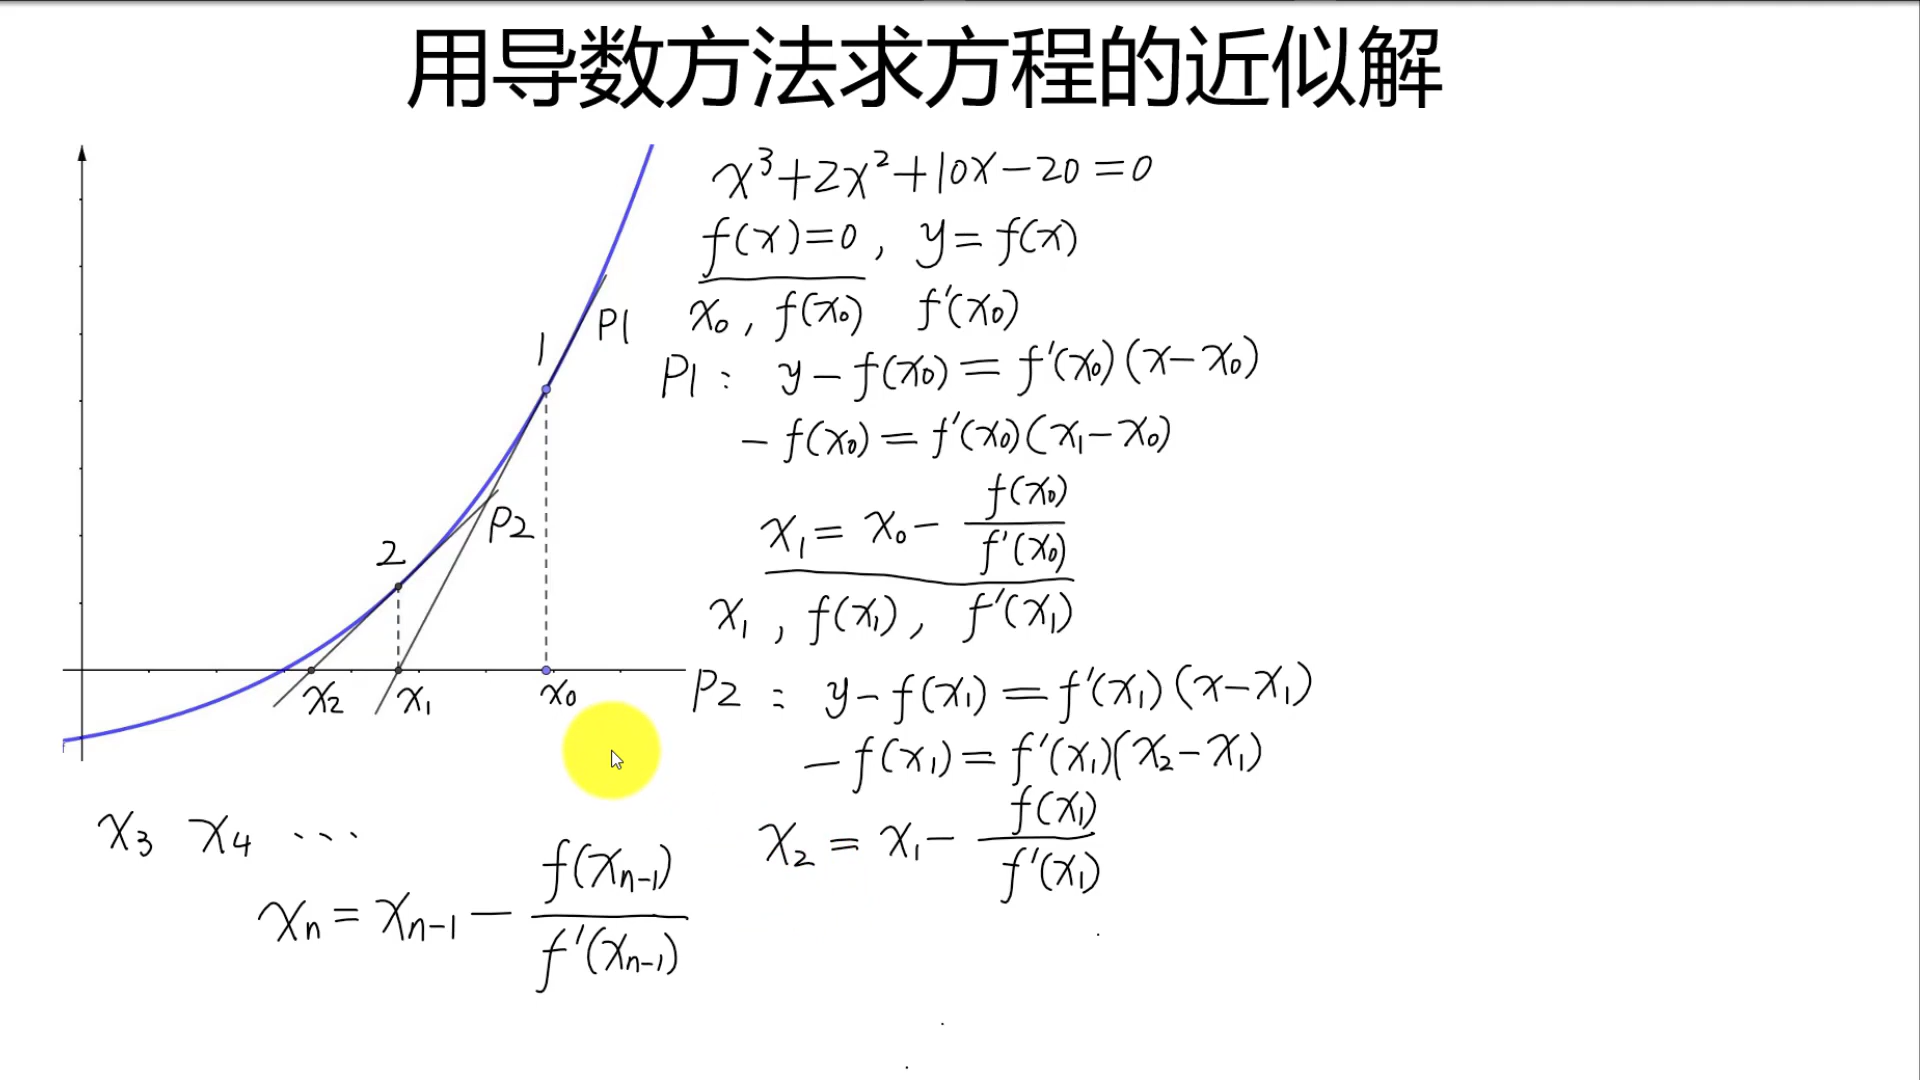 用导数方法求方程的近似解
x³+2x²+10x-20=0
f(x)=0, y=f(x)
x₀, f(x₀) f'(x₀)
P1: y-f(x₀)=f'(x₀)(x-x₀)
-f(x₀)=f'(x₀)(x₁-x₀)
x₁=x₀-f(x₀)/f'(x₀)
x₁, f(x₁), f'(x₁)
P2: y-f(x₁)=f'(x₁)(x-x₁)
-f(x₁)=f'(x₁)(x₂-x₁)
x₂=x₁-f(x₁)/f'(x₁)
1
P1
2
P2
x₂ x₁ x₀
x₃ x₄ ...
xₙ=xₙ₋₁-f(xₙ₋₁)/f'(xₙ₋₁)